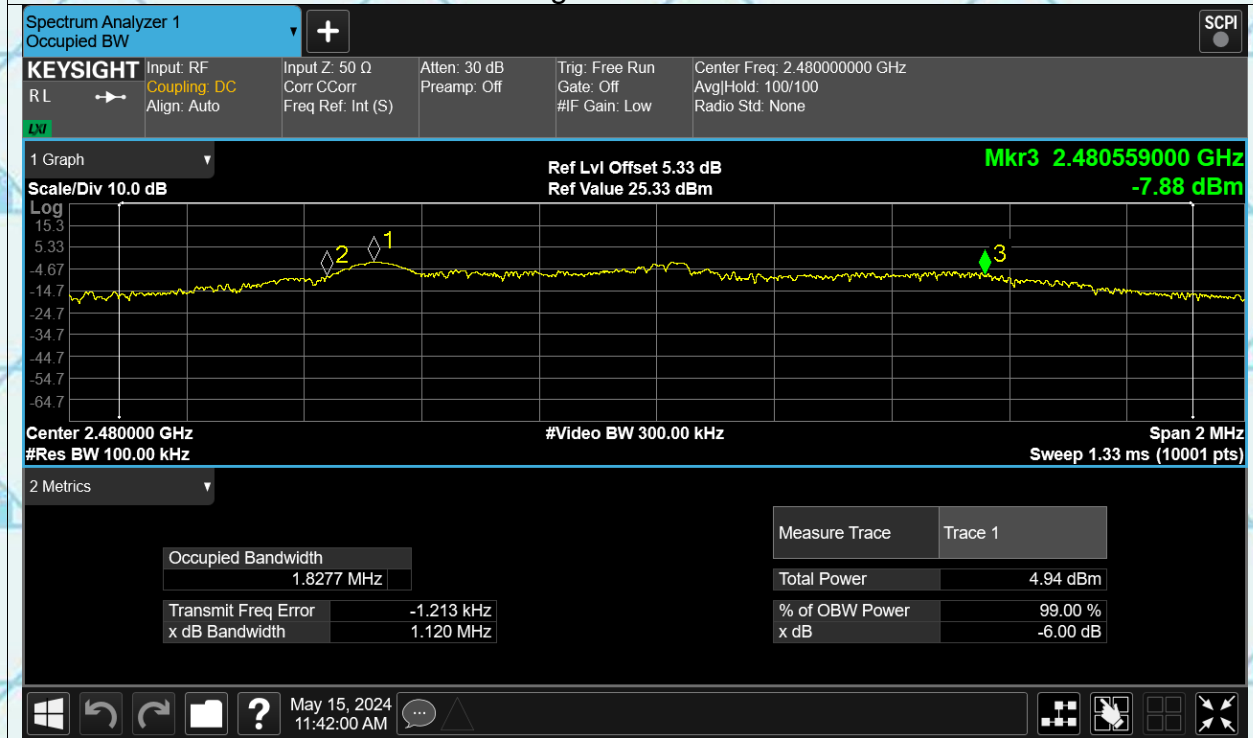 Spectrum Analyzer 1
Occupied BW
+
SCPI
KEYSIGHT
R L
LXI
Input: RF
Coupling: DC
Align: Auto
Input Z: 50 Ω
Corr CCorr
Freq Ref: Int (S)
Atten: 30 dB
Preamp: Off
Trig: Free Run
Gate: Off
#IF Gain: Low
Center Freq: 2.480000000 GHz
Avg|Hold: 100/100
Radio Std: None
1 Graph
Scale/Div 10.0 dB
Ref Lvl Offset 5.33 dB
Ref Value 25.33 dBm
Mkr3 2.480559000 GHz
-7.88 dBm
Log
15.3
5.33
-4.67
-14.7
-24.7
-34.7
-44.7
-54.7
-64.7
2
1
3
Center 2.480000 GHz
#Res BW 100.00 kHz
#Video BW 300.00 kHz
Span 2 MHz
Sweep 1.33 ms (10001 pts)
2 Metrics
Occupied Bandwidth
1.8277 MHz
Transmit Freq Error -1.213 kHz
x dB Bandwidth 1.120 MHz
Measure Trace Trace 1
Total Power 4.94 dBm
% of OBW Power 99.00 %
x dB -6.00 dB
?
May 15, 2024
11:42:00 AM